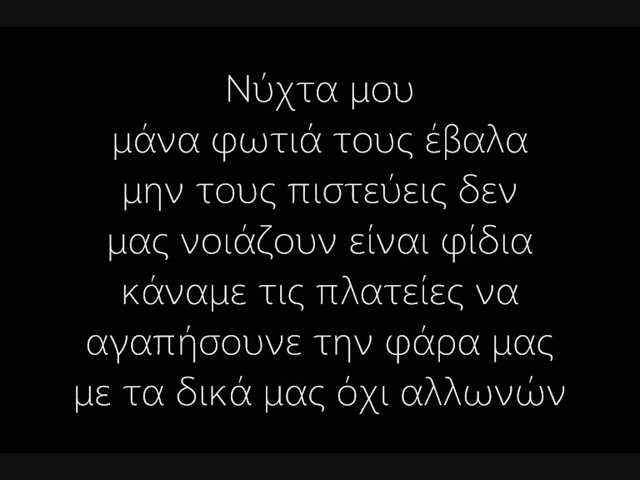 Νύχτα μου
μάνα φωτιά τους έβαλα
μην τους πιστεύεις δεν
μας νοιάζουν είναι φίδια
κάναμε τις πλατείες να
αγαπήσουνε την φάρα μας
με τα δικά μας όχι αλλωνών